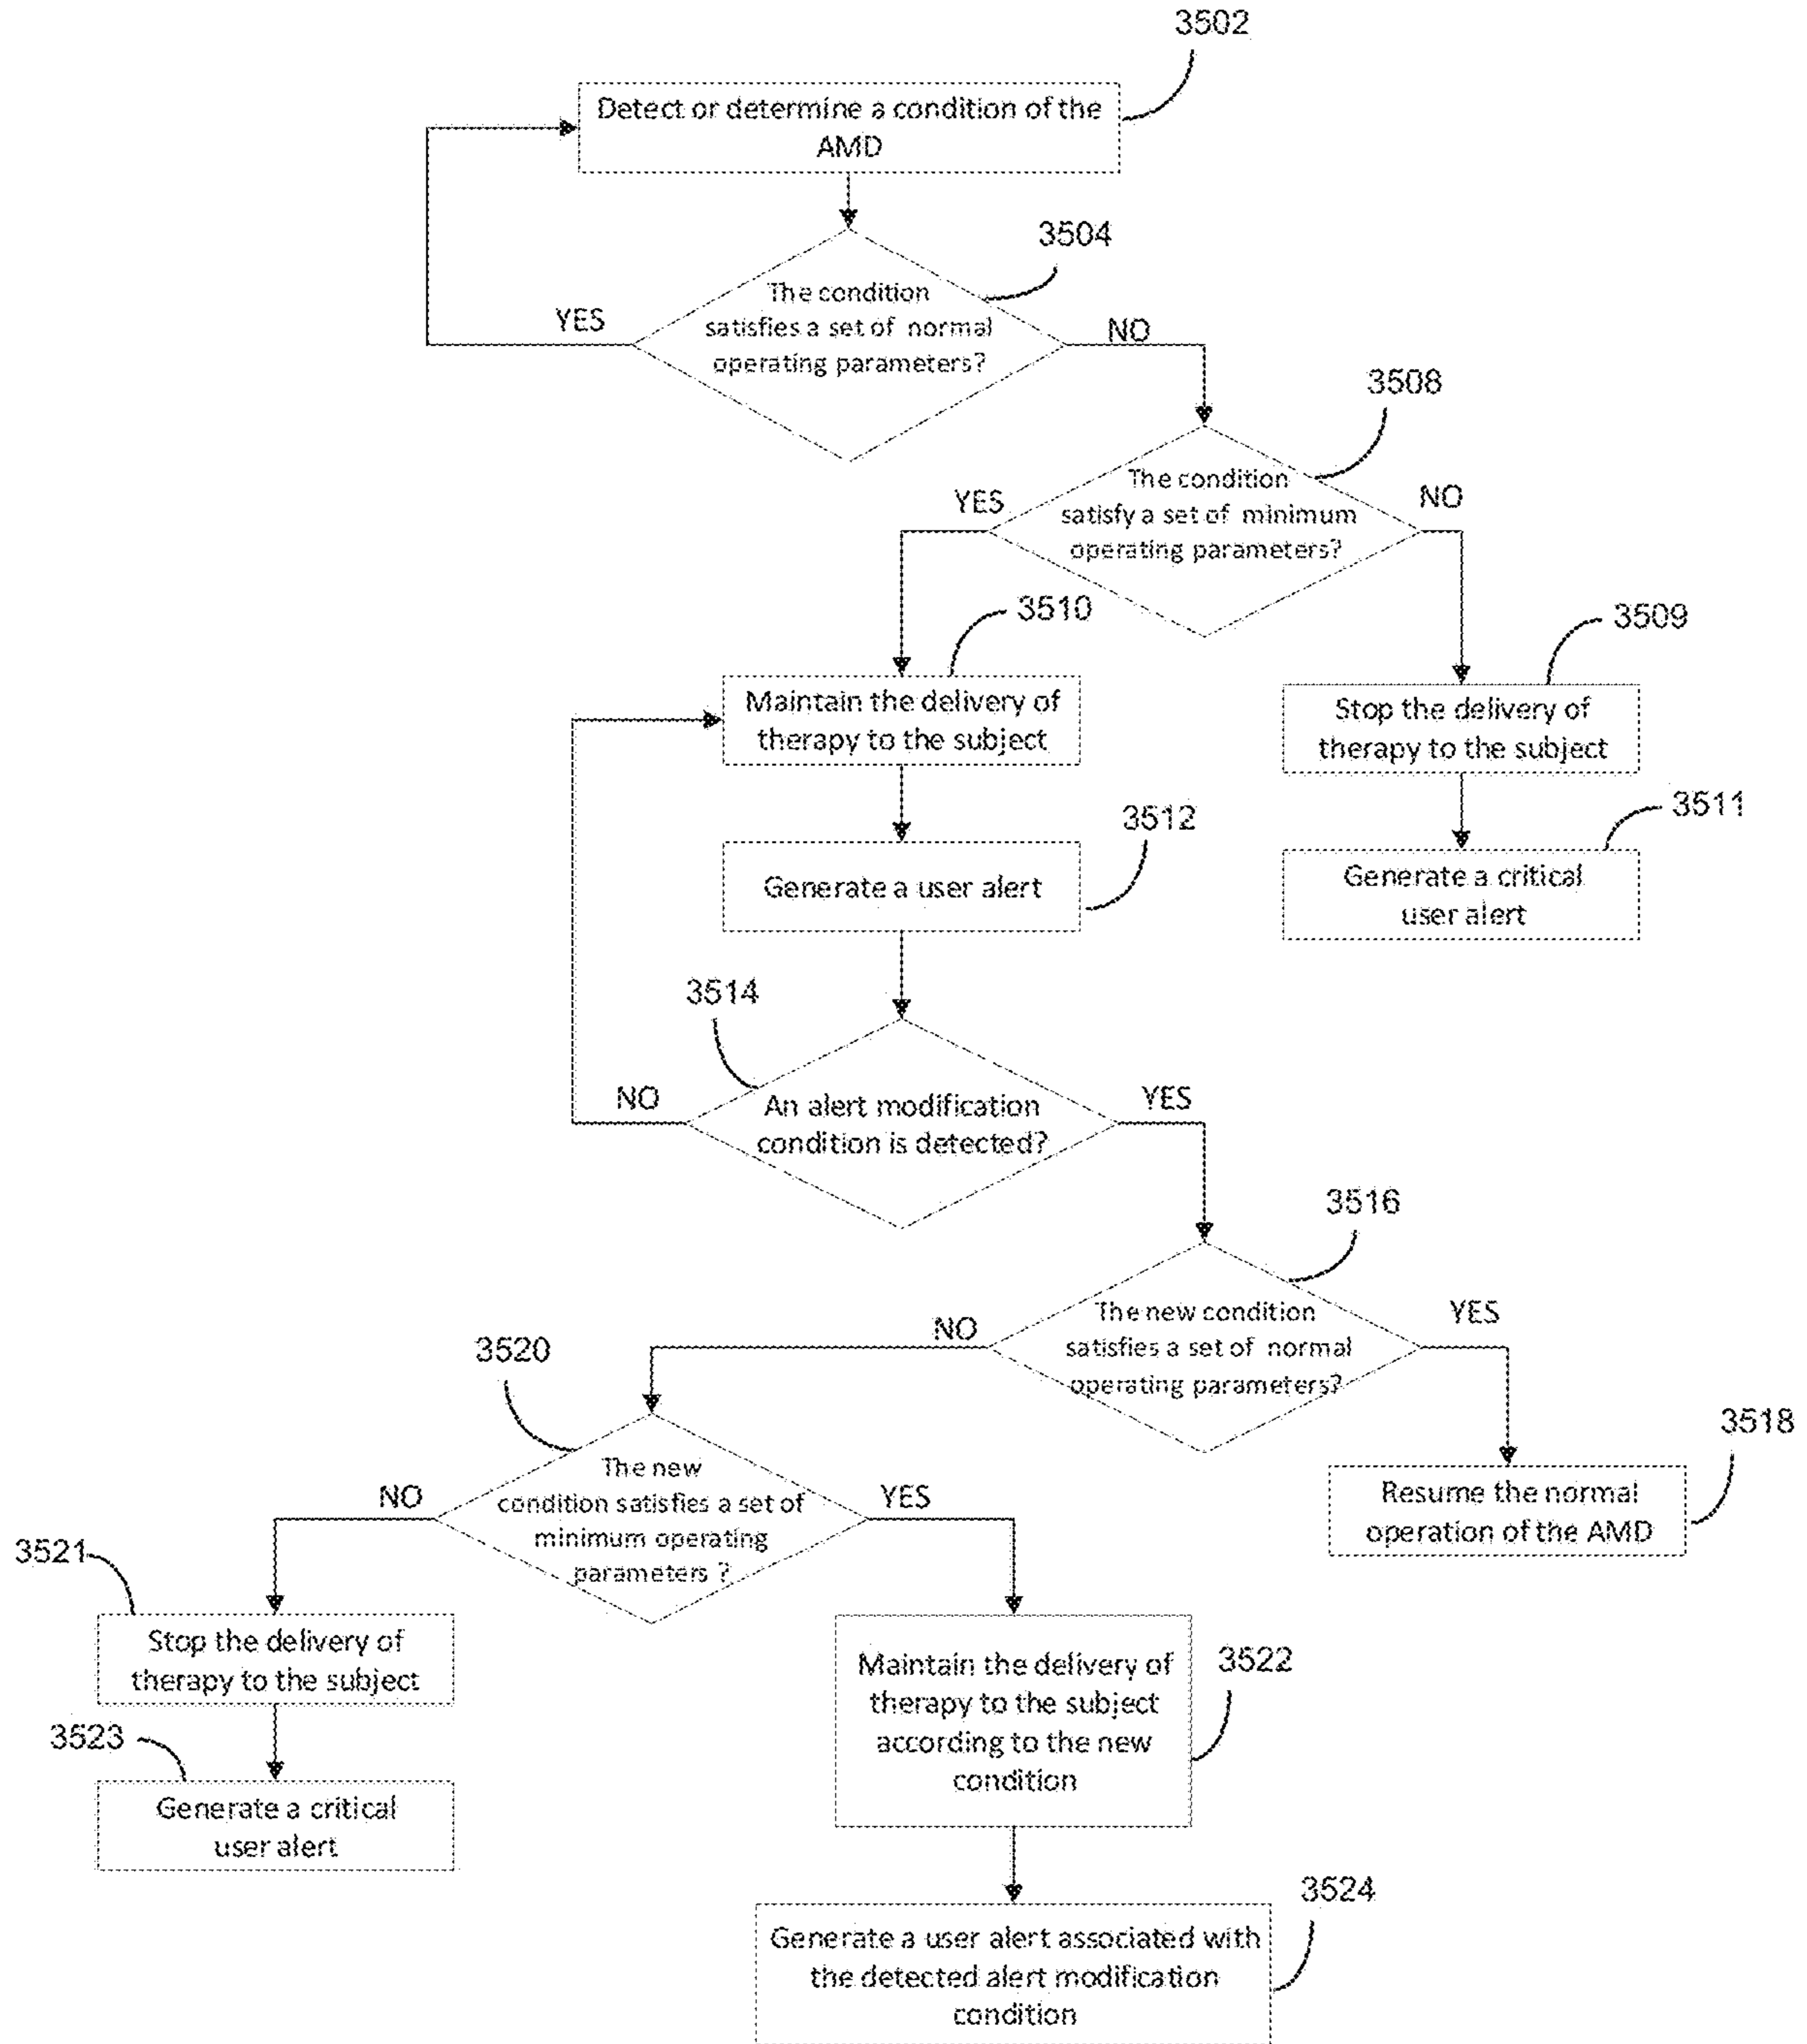 3502
Detect or determine a condition of the
AMD
3504
The condition
satisfies a set of normal
operating parameters?
YES
NO
3508
The condition
satisfy a set of minimum
operating parameters?
YES
NO
3510
Maintain the delivery of
therapy to the subject
3509
Stop the delivery of
therapy to the subject
3512
Generate a user alert
3511
Generate a critical
user alert
3514
An alert modification
condition is detected?
NO
YES
3516
The new condition
satisfies a set of normal
operating parameters?
NO
YES
3518
Resume the normal
operation of the AMD
3520
The new
condition satisfies a set of
minimum operating
parameters ?
NO
YES
3521
Stop the delivery of
therapy to the subject
3522
Maintain the delivery of
therapy to the subject
according to the new
condition
3523
Generate a critical
user alert
3524
Generate a user alert associated with
the detected alert modification
condition